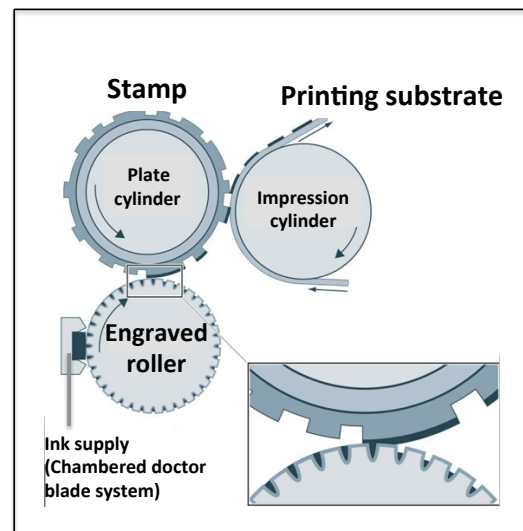 Stamp
Printing substrate
Plate
cylinder
Impression
cylinder
Engraved
roller
Ink supply
(Chambered doctor
blade system)